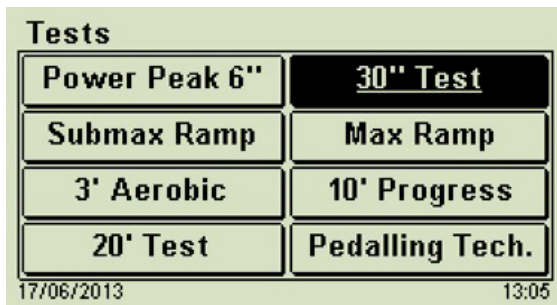 Tests
Power Peak 6" 30" Test
Submax Ramp Max Ramp
3' Aerobic 10' Progress
20' Test Pedalling Tech.
17/06/2013 13:05